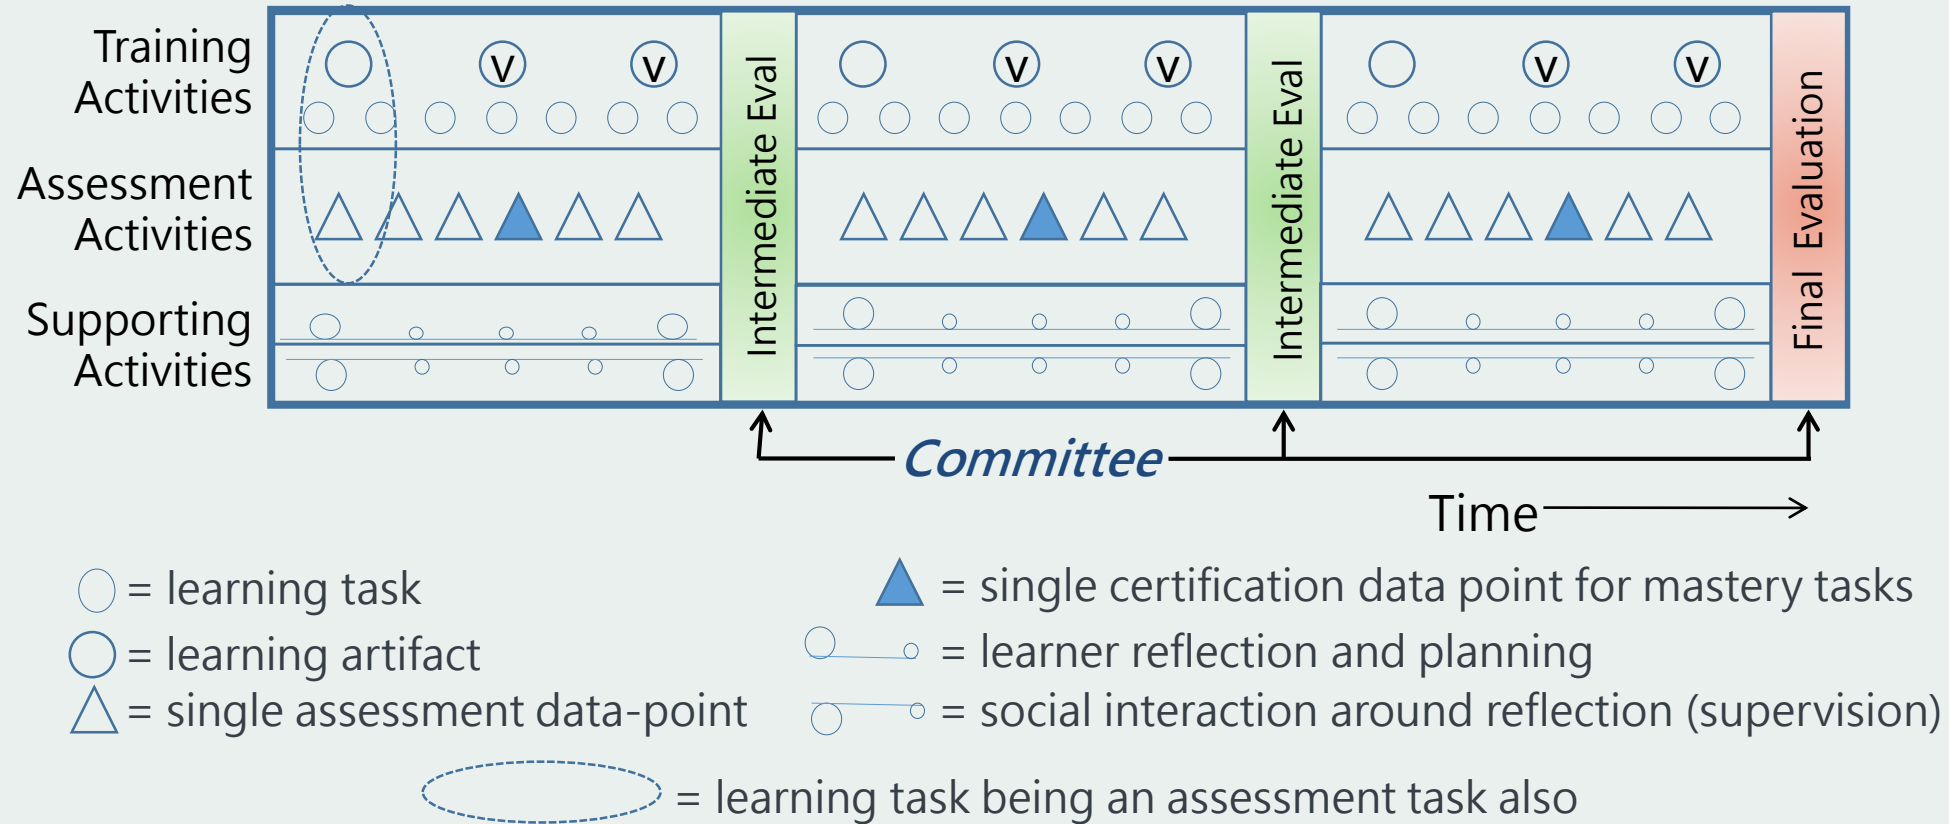 Training
Activities
V V
V V
V V
Assessment
Activities
Supporting
Activities
Intermediate Eval
Intermediate Eval
Final Evaluation
Committee
Time
= learning task
= single certification data point for mastery tasks
= learning artifact
= learner reflection and planning
= single assessment data-point
= social interaction around reflection (supervision)
= learning task being an assessment task also